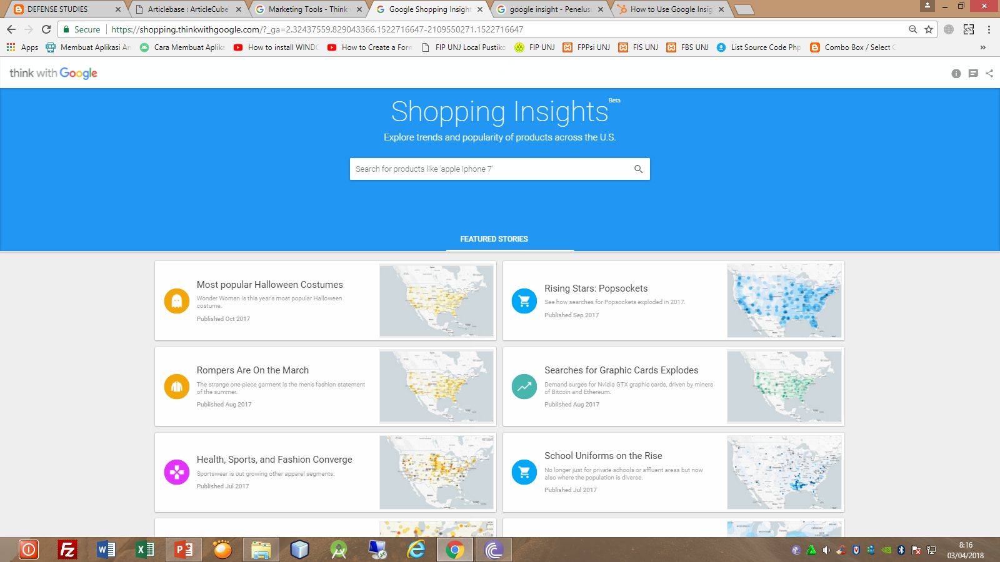 DEFENSE STUDIES
Articlebase : ArticleCube
Marketing Tools - Think
Google Shopping Insight
google insight - Penelus
How to Use Google Insig
Secure
https://shopping.thinkwithgoogle.com/?_ga=2.32437559.829043366.1522716647-2109550271.1522716647
Apps
Membuat Aplikasi An
Cara Membuat Aplika
How to install WINDO
How to Create a Form
FIP UNJ Local Pustiko
FIP UNJ
FPPsi UNJ
FIS UNJ
FBS UNJ
List Source Code Php
Combo Box / Select C
»
think with Google
Shopping Insights
Beta
Explore trends and popularity of products across the U.S.
Search for products like 'apple iphone 7'
FEATURED STORIES
Most popular Halloween Costumes
Wonder Woman is this year's most popular Halloween
costume.
Published Oct 2017
Rising Stars: Popsockets
See how searches for Popsockets exploded in 2017.
Published Sep 2017
Rompers Are On the March
The strange one-piece garment is the men's fashion statement
of the summer.
Published Aug 2017
Searches for Graphic Cards Explodes
Demand surges for Nvidia GTX graphic cards, driven by miners
of Bitcoin and Ethereum.
Published Aug 2017
Health, Sports, and Fashion Converge
Sportswear is out growing other apparel segments.
Published Jul 2017
School Uniforms on the Rise
No longer just for private schools or affluent areas but now
also where the population is diverse.
Published Jul 2017
8:16
03/04/2018